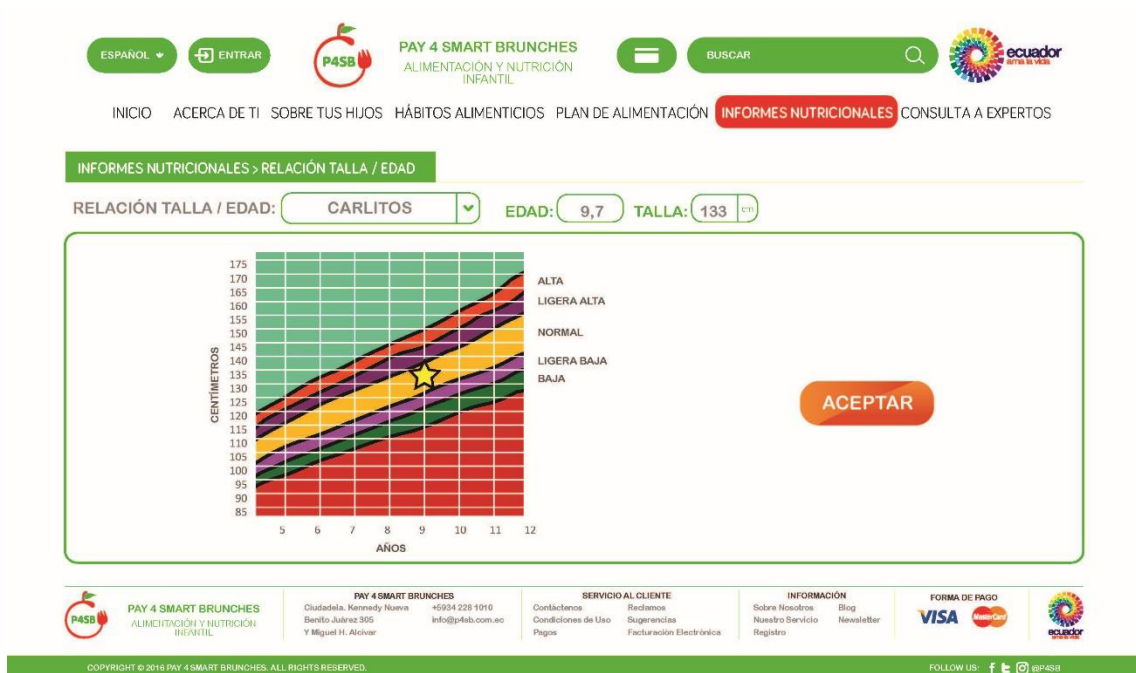 ESPAÑOL
ENTRAR
P4SB
PAY 4 SMART BRUNCHES
ALIMENTACIÓN Y NUTRICIÓN
INFANTIL
BUSCAR
ecuador
ama la vida
INICIO
ACERCA DE TI
SOBRE TUS HIJOS
HÁBITOS ALIMENTICIOS
PLAN DE ALIMENTACIÓN
INFORMES NUTRICIONALES
CONSULTA A EXPERTOS
INFORMES NUTRICIONALES > RELACIÓN TALLA / EDAD
RELACIÓN TALLA / EDAD: CARLITOS
EDAD: 9,7
TALLA: 133 cm
CENTÍMETROS
175
170
165
160
155
150
145
140
135
130
125
120
115
110
105
100
95
90
85
5 6 7 8 9 10 11 12
AÑOS
ALTA
LIGERA ALTA
NORMAL
LIGERA BAJA
BAJA
ACEPTAR
P4SB
PAY 4 SMART BRUNCHES
ALIMENTACIÓN Y NUTRICIÓN
INFANTIL
PAY 4 SMART BRUNCHES
Ciudadela. Kennedy Nueva +5934 228 1010
Benito Juárez 305 info@p4sb.com.ec
Y Miguel H. Alcivar
SERVICIO AL CLIENTE
Contáctenos Reclamos
Condiciones de Uso Sugerencias
Pagos Facturación Electrónica
INFORMACIÓN
Sobre Nosotros Blog
Nuestro Servicio Newsletter
Registro
FORMA DE PAGO
VISA MasterCard
ecuador
COPYRIGHT © 2016 PAY 4 SMART BRUNCHES. ALL RIGHTS RESERVED.
FOLLOW US: @P4SB